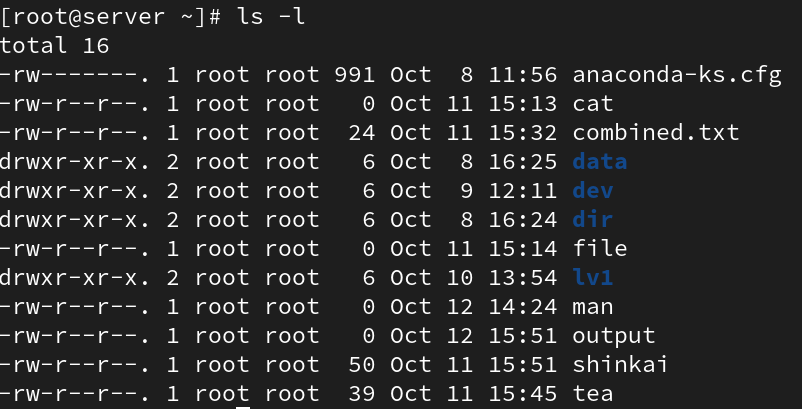 [root@server ~]# ls -l
total 16
-rw-------. 1 root root 991 Oct  8 11:56 anaconda-ks.cfg
-rw-r--r--. 1 root root   0 Oct 11 15:13 cat
-rw-r--r--. 1 root root  24 Oct 11 15:32 combined.txt
drwxr-xr-x. 2 root root   6 Oct  8 16:25 data
drwxr-xr-x. 2 root root   6 Oct  9 12:11 dev
drwxr-xr-x. 2 root root   6 Oct  8 16:24 dir
-rw-r--r--. 1 root root   0 Oct 11 15:14 file
drwxr-xr-x. 2 root root   6 Oct 10 13:54 lv1
-rw-r--r--. 1 root root   0 Oct 12 14:24 man
-rw-r--r--. 1 root root   0 Oct 12 15:51 output
-rw-r--r--. 1 root root  50 Oct 11 15:51 shinkai
-rw-r--r--. 1 root root  39 Oct 11 15:45 tea